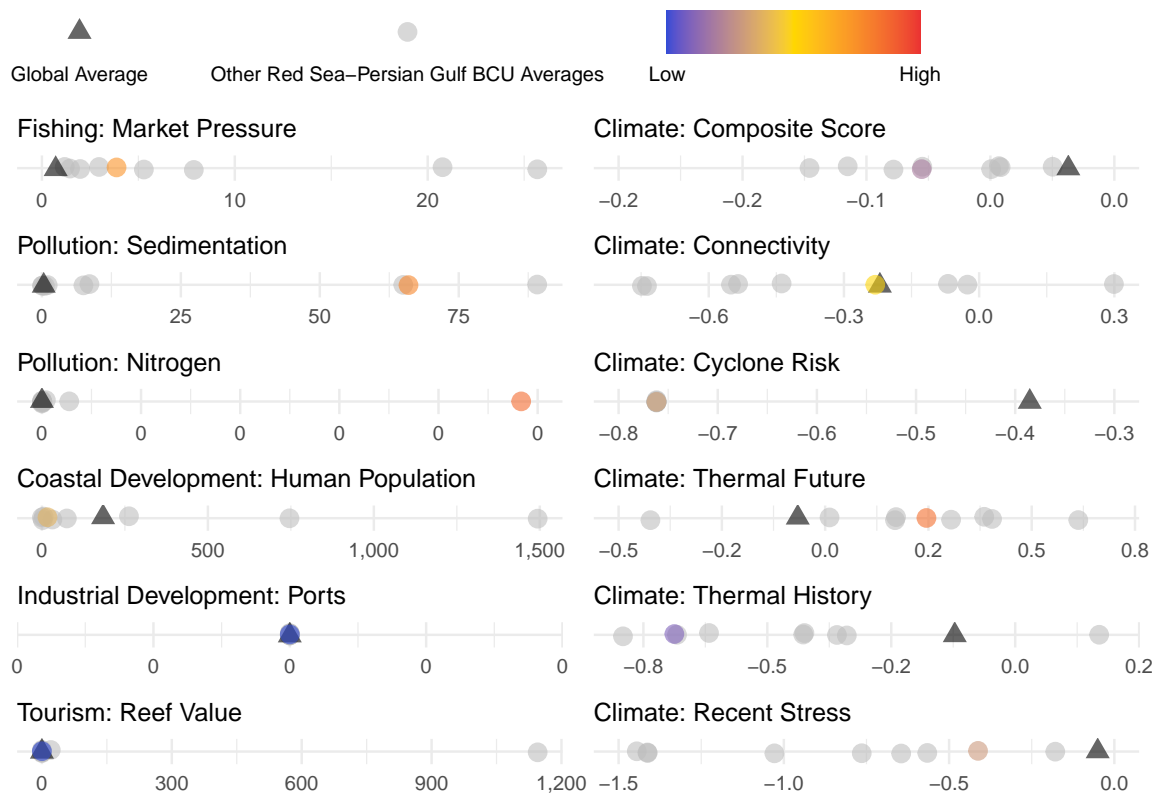 Global Average
Other Red Sea−Persian Gulf BCU Averages
Low
High
Fishing: Market Pressure
0 10 20
Climate: Composite Score
−0.2 −0.2 −0.1 0.0 0.0
Pollution: Sedimentation
0 25 50 75
Climate: Connectivity
−0.6 −0.3 0.0 0.3
Pollution: Nitrogen
0 0 0 0 0 0
Climate: Cyclone Risk
−0.8 −0.7 −0.6 −0.5 −0.4 −0.3
Coastal Development: Human Population
0 500 1,000 1,500
Climate: Thermal Future
−0.5 −0.2 0.0 0.2 0.5 0.8
Industrial Development: Ports
0 0 0 0 0
Climate: Thermal History
−0.8 −0.5 −0.2 0.0 0.2
Tourism: Reef Value
0 300 600 900 1,200
Climate: Recent Stress
−1.5 −1.0 −0.5 0.0